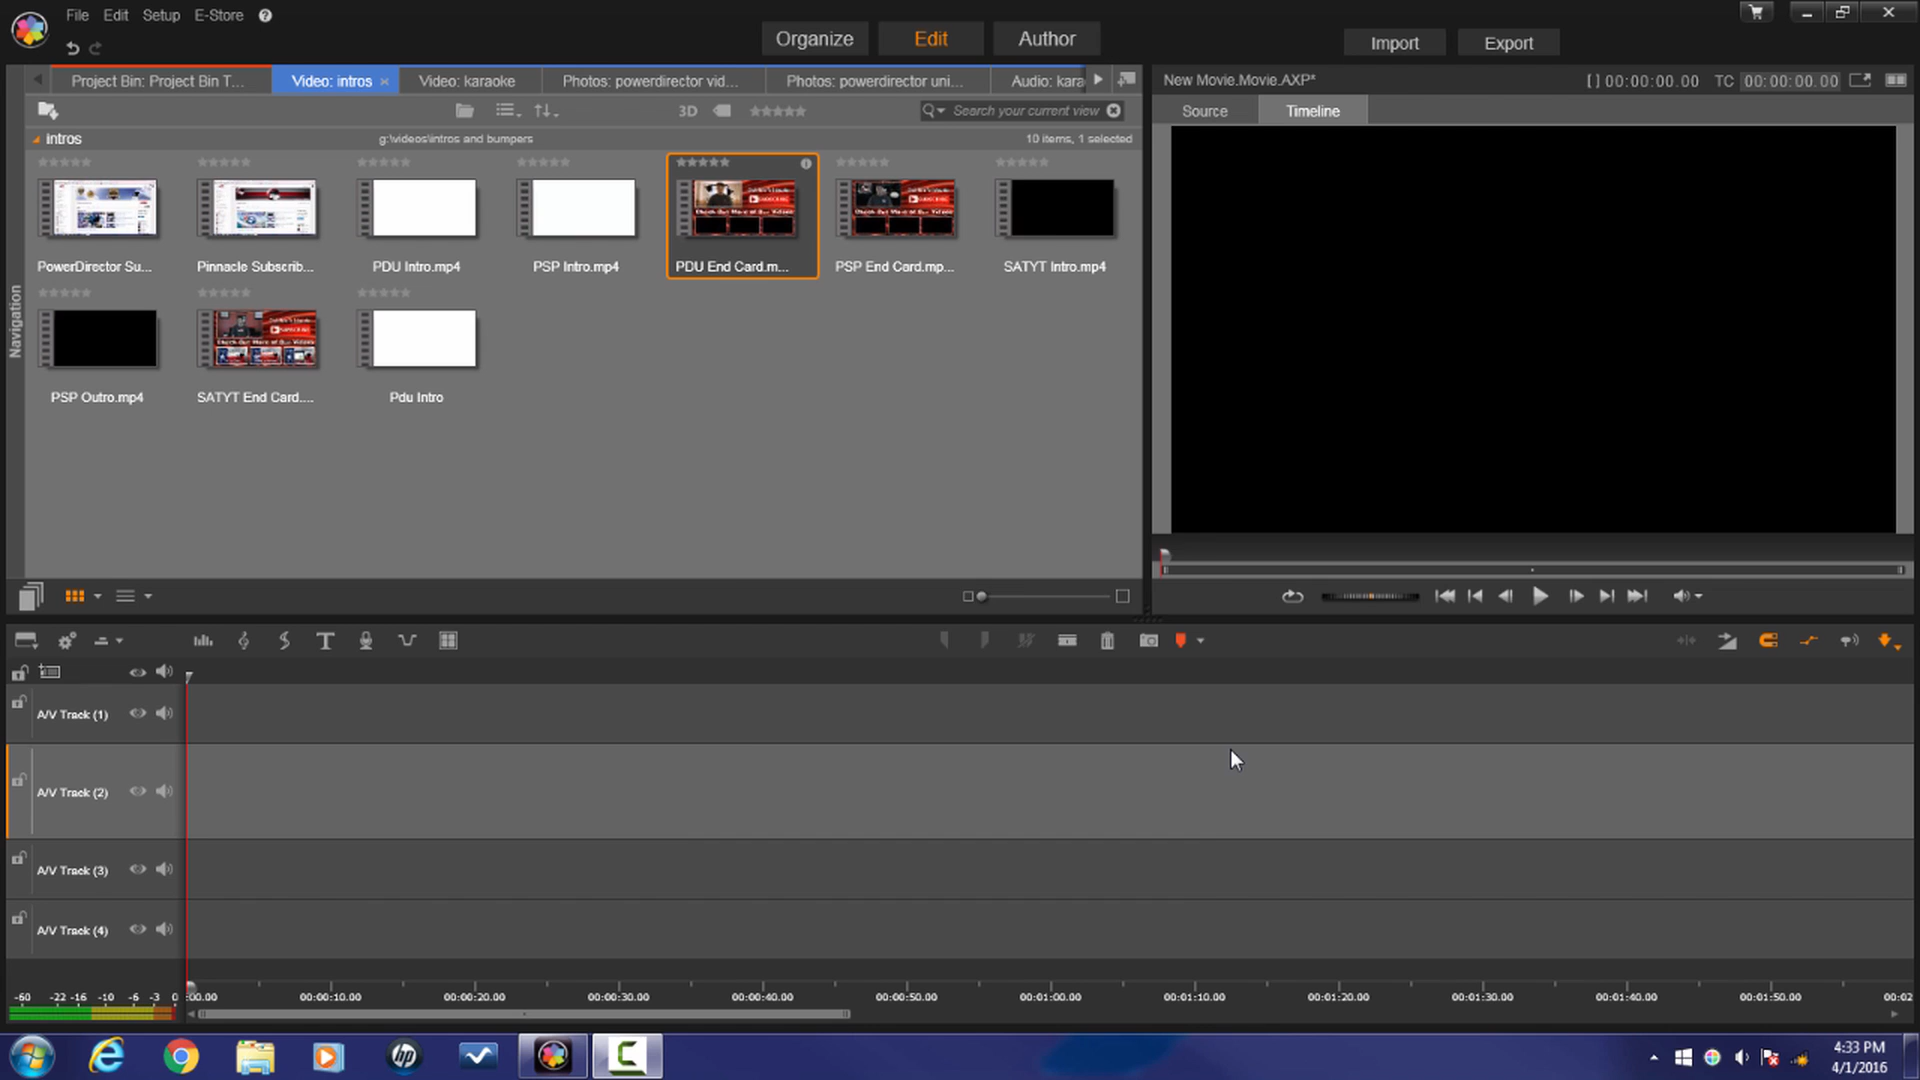 File Edit Setup E-Store ?
Organize Edit Author
Import Export
Project Bin: Project Bin T... Video: intros × Video: karaoke Photos: powerdirector vid... Photos: powerdirector uni... Audio: kara
New Movie.Movie.AXP* [ ] 00:00:00.00 TC 00:00:00.00
3D Search your current view
Source Timeline
intros g:\videos\intros and bumpers 10 items, 1 selected
PowerDirector Su... Pinnacle Subscrib... PDU Intro.mp4 PSP Intro.mp4 PDU End Card.m... PSP End Card.mp... SATYT Intro.mp4
PSP Outro.mp4 SATYT End Card.... Pdu Intro
Navigation
A/V Track (1)
A/V Track (2)
A/V Track (3)
A/V Track (4)
-60 -22 -16 -10 -6 -3 0 :00.00 00:00:10.00 00:00:20.00 00:00:30.00 00:00:40.00 00:00:50.00 00:01:00.00 00:01:10.00 00:01:20.00 00:01:30.00 00:01:40.00 00:01:50.00 00:02
4:33 PM
4/1/2016